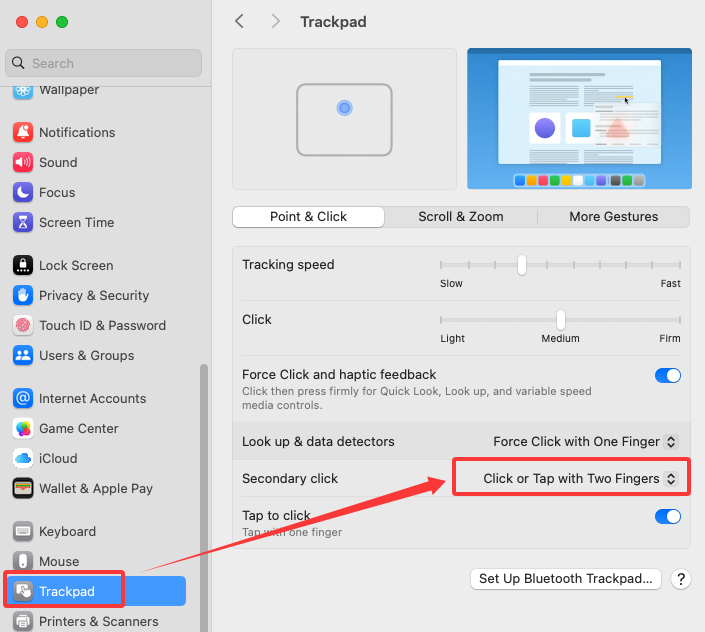 Trackpad
Search
Wallpaper
Notifications
Sound
Focus
Screen Time
Lock Screen
Privacy & Security
Touch ID & Password
Users & Groups
Internet Accounts
Game Center
iCloud
Wallet & Apple Pay
Keyboard
Mouse
Trackpad
Printers & Scanners
Point & Click
Scroll & Zoom
More Gestures
Tracking speed
Slow
Fast
Click
Light
Medium
Firm
Force Click and haptic feedback
Click then press firmly for Quick Look, Look up, and variable speed
media controls.
Look up & data detectors
Force Click with One Finger
Secondary click
Click or Tap with Two Fingers
Tap to click
Tap with one finger
Set Up Bluetooth Trackpad...
?